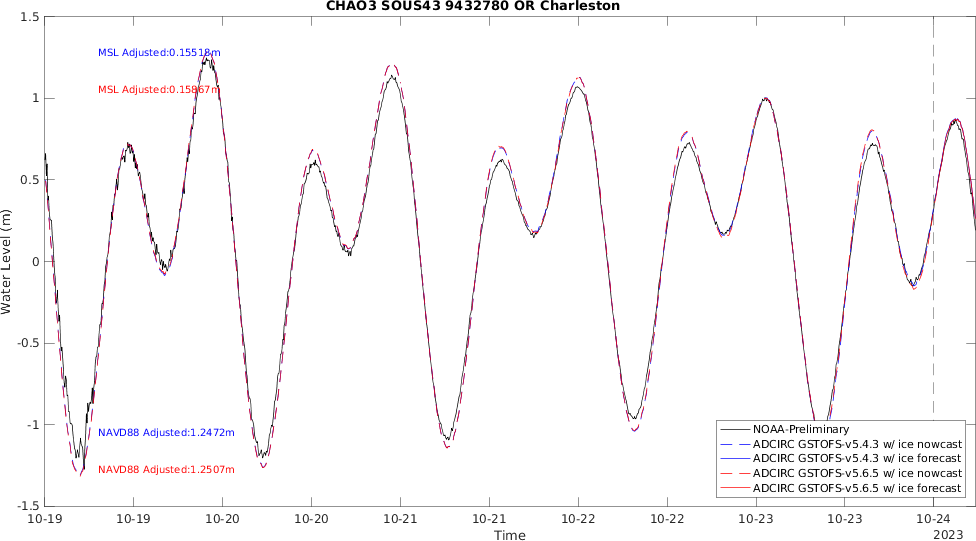 CHAO3 SOUS43 9432780 OR Charleston
1.5
1
0.5
0
-0.5
-1
-1.5
Water Level (m)
MSL Adjusted:0.15518m
MSL Adjusted:0.15867m
NAVD88 Adjusted:1.2472m
NAVD88 Adjusted:1.2507m
NOAA-Preliminary
ADCIRC GSTOFS-v5.4.3 w/ ice nowcast
ADCIRC GSTOFS-v5.4.3 w/ ice forecast
ADCIRC GSTOFS-v5.6.5 w/ ice nowcast
ADCIRC GSTOFS-v5.6.5 w/ ice forecast
10-19 10-19 10-20 10-20 10-21 10-21 10-22 10-22 10-23 10-23 10-24
Time
2023